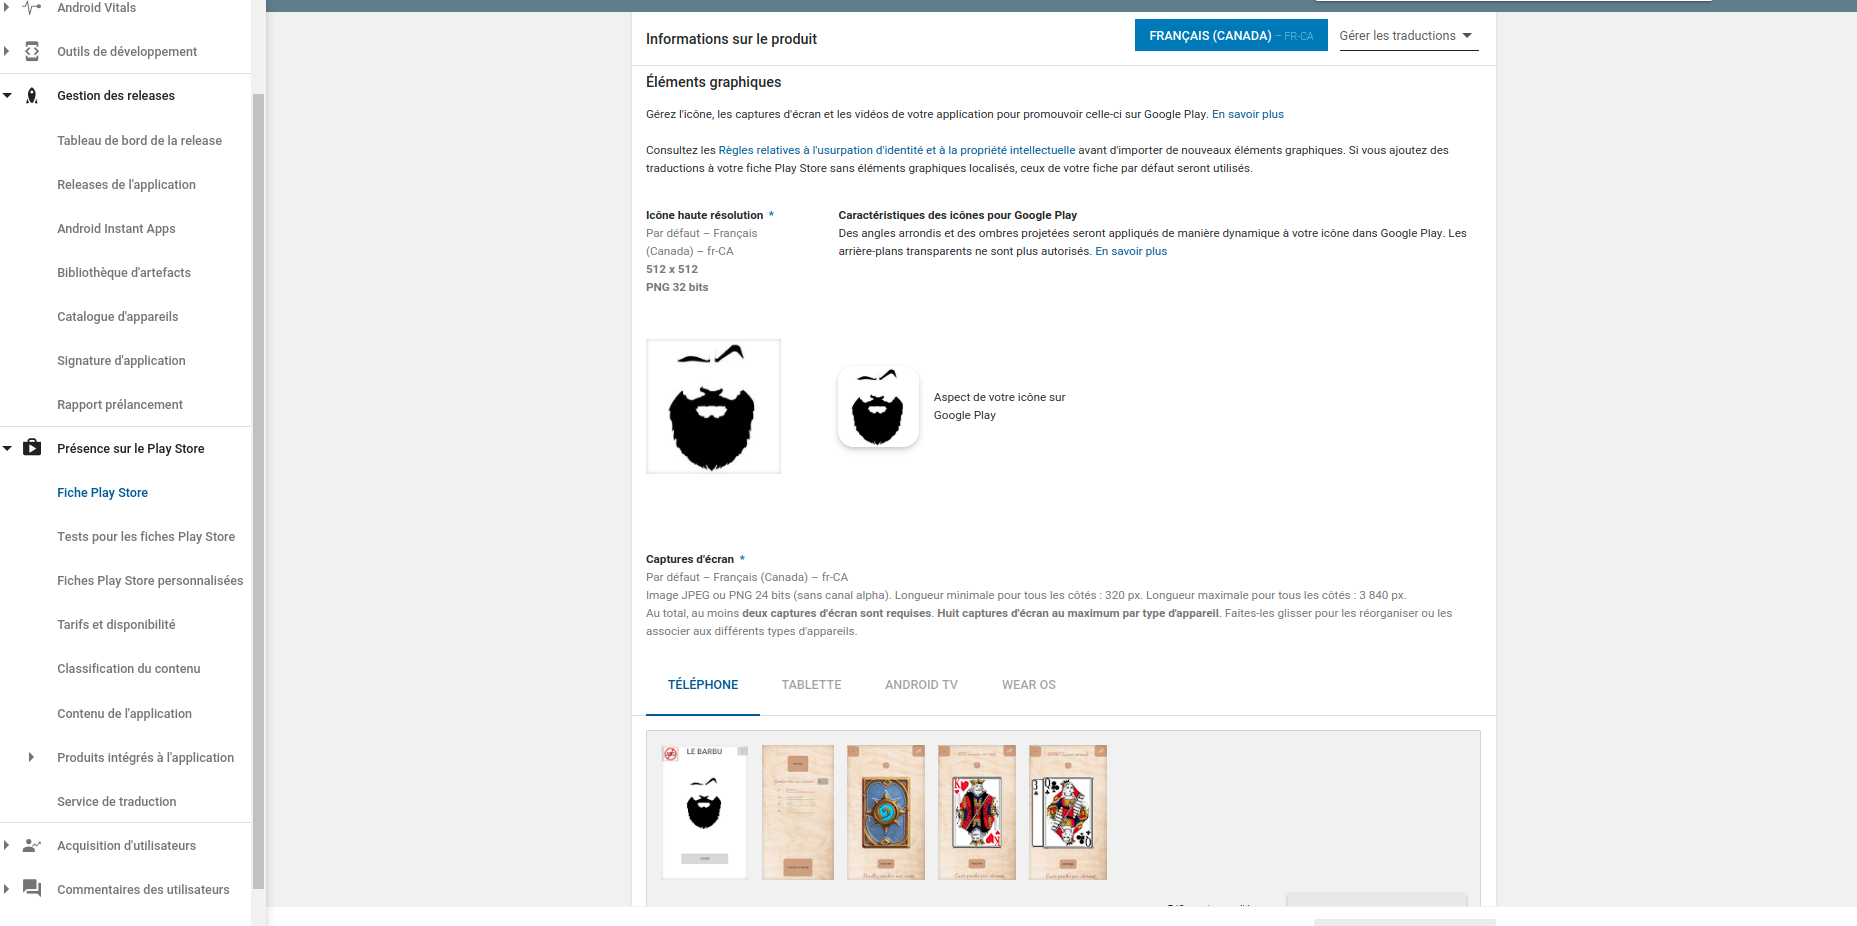 Android Vitals
Outils de développement
Gestion des releases
Tableau de bord de la release
Releases de l'application
Android Instant Apps
Bibliothèque d'artefacts
Catalogue d'appareils
Signature d'application
Rapport prélancement
Présence sur le Play Store
Fiche Play Store
Tests pour les fiches Play Store
Fiches Play Store personnalisées
Tarifs et disponibilité
Classification du contenu
Contenu de l'application
Produits intégrés à l'application
Service de traduction
Acquisition d'utilisateurs
Commentaires des utilisateurs
Informations sur le produit
FRANÇAIS (CANADA) – FR-CA
Gérer les traductions
Éléments graphiques
Gérez l'icône, les captures d'écran et les vidéos de votre application pour promouvoir celle-ci sur Google Play. En savoir plus
Consultez les Règles relatives à l'usurpation d'identité et à la propriété intellectuelle avant d'importer de nouveaux éléments graphiques. Si vous ajoutez des
traductions à votre fiche Play Store sans éléments graphiques localisés, ceux de votre fiche par défaut seront utilisés.
Icône haute résolution *
Par défaut – Français
(Canada) – fr-CA
512 x 512
PNG 32 bits
Caractéristiques des icônes pour Google Play
Des angles arrondis et des ombres projetées seront appliqués de manière dynamique à votre icône dans Google Play. Les
arrière-plans transparents ne sont plus autorisés. En savoir plus
Aspect de votre icône sur
Google Play
Captures d'écran *
Par défaut – Français (Canada) – fr-CA
Image JPEG ou PNG 24 bits (sans canal alpha). Longueur minimale pour tous les côtés : 320 px. Longueur maximale pour tous les côtés : 3 840 px.
Au total, au moins deux captures d'écran sont requises. Huit captures d'écran au maximum par type d'appareil. Faites-les glisser pour les réorganiser ou les
associer aux différents types d'appareils.
TÉLÉPHONE
TABLETTE
ANDROID TV
WEAR OS
LE BARBU
K
K
3
Q
Q